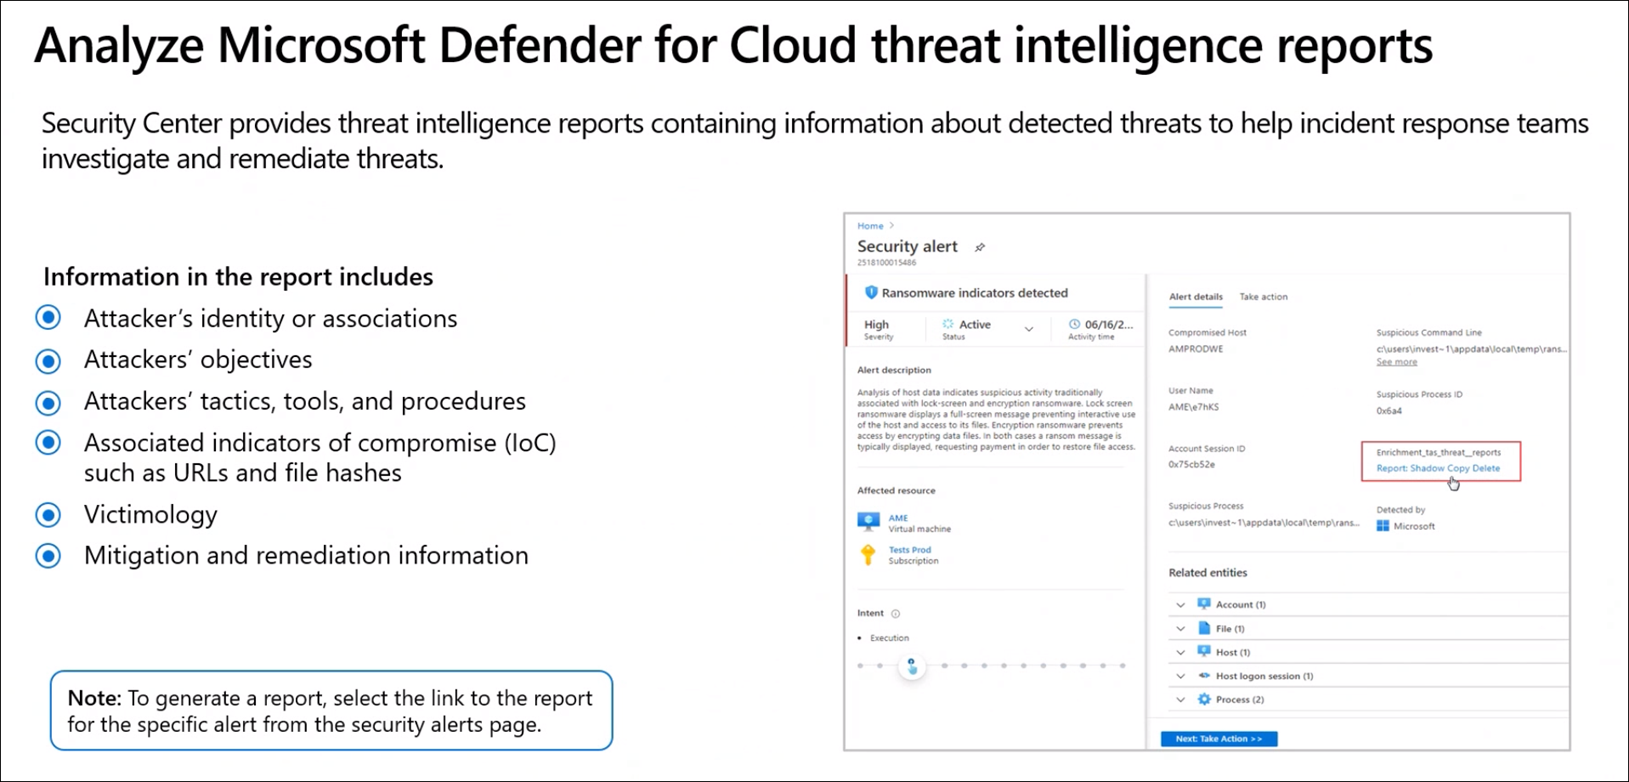 Analyze Microsoft Defender for Cloud threat intelligence reports
Security Center provides threat intelligence reports containing information about detected threats to help incident response teams
investigate and remediate threats.
Information in the report includes
Attacker's identity or associations
Attackers' objectives
Attackers' tactics, tools, and procedures
Associated indicators of compromise (IoC)
such as URLs and file hashes
Victimology
Mitigation and remediation information
Note: To generate a report, select the link to the report
for the specific alert from the security alerts page.
Home >
Security alert
2518100015486
Ransomware indicators detected
High
Severity
Active
Status
06/16/2...
Activity time
Alert description
Analysis of host data indicates suspicious activity traditionally
associated with lock-screen and encryption ransomware. Lock screen
ransomware displays a full-screen message preventing interactive use
of the host and access to its files. Encryption ransomware prevents
access by encrypting data files. In both cases a ransom message is
typically displayed, requesting payment in order to restore file access.
Affected resource
AME
Virtual machine
Tests Prod
Subscription
Intent
• Execution
Alert details
Take action
Compromised Host
AMPRODWE
Suspicious Command Line
c:\users\invest~1\appdata\local\temp\rans...
See more
User Name
AME\e7hKS
Suspicious Process ID
0x6a4
Account Session ID
0x75cb52e
Enrichment_tas_threat__reports
Report: Shadow Copy Delete
Suspicious Process
c:\users\invest~1\appdata\local\temp\rans...
Detected by
Microsoft
Related entities
Account (1)
File (1)
Host (1)
Host logon session (1)
Process (2)
Next: Take Action >>